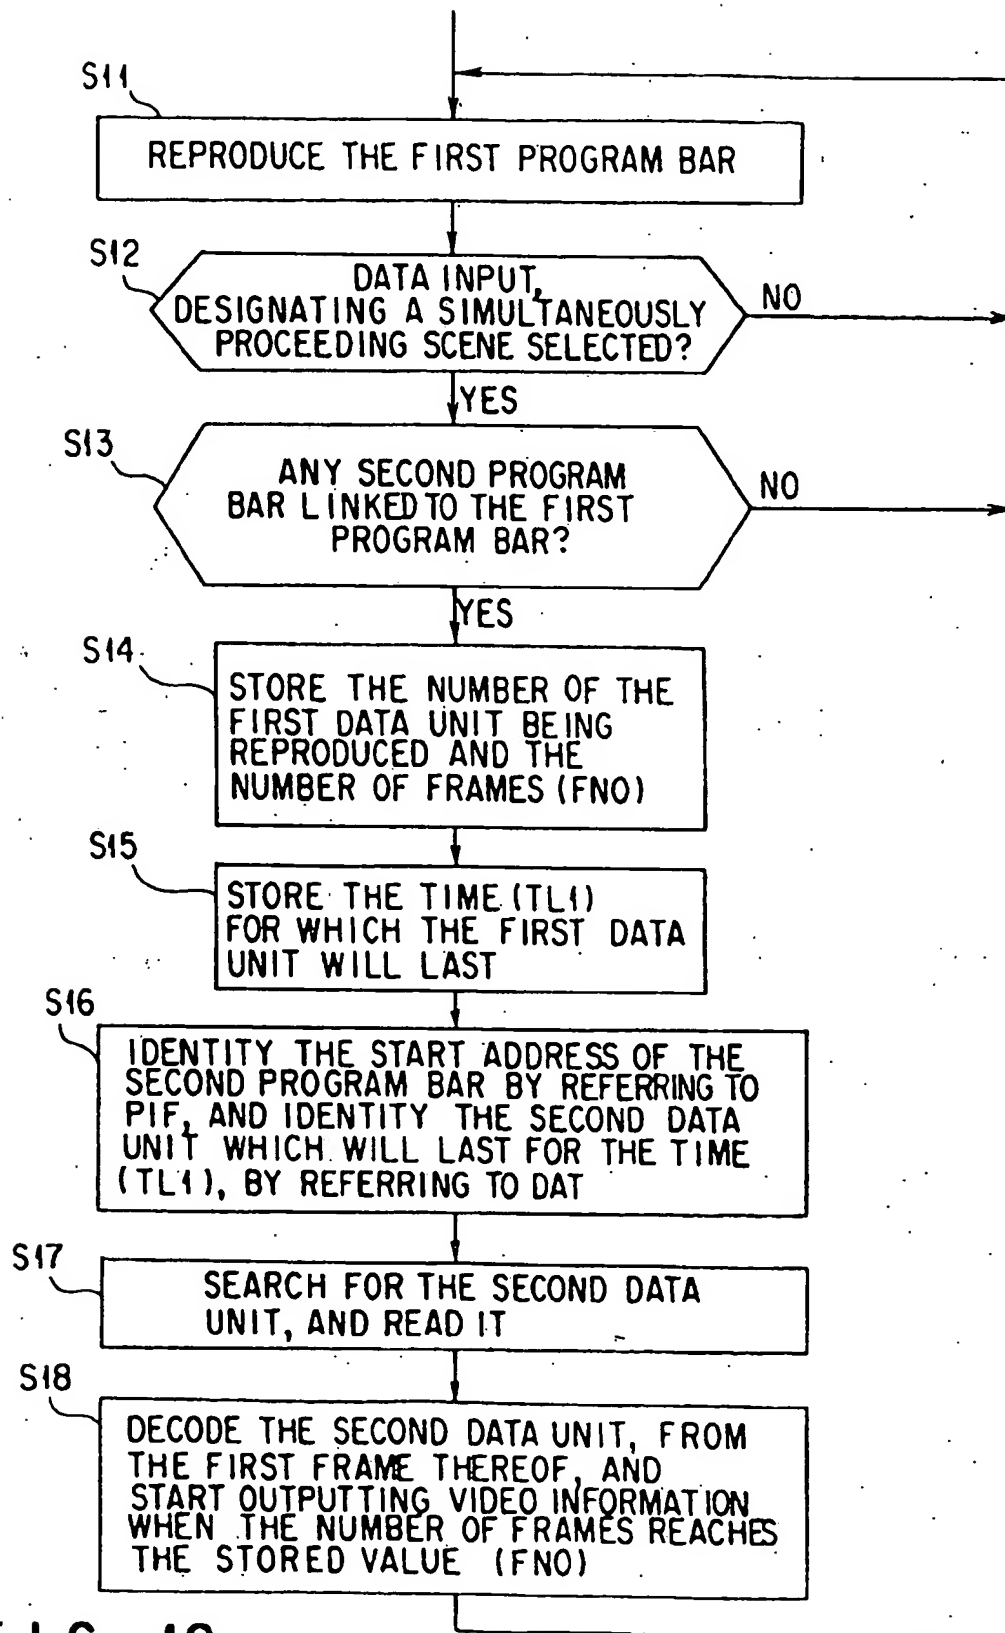 S11
REPRODUCE THE FIRST PROGRAM BAR
S12
DATA INPUT,
DESIGNATING A SIMULTANEOUSLY
PROCEEDING SCENE SELECTED?
NO
YES
S13
ANY SECOND PROGRAM
BAR LINKED TO THE FIRST
PROGRAM BAR?
NO
YES
S14
STORE THE NUMBER OF THE
FIRST DATA UNIT BEING
REPRODUCED AND THE
NUMBER OF FRAMES (FNO)
S15
STORE THE TIME (TL1)
FOR WHICH THE FIRST DATA
UNIT WILL LAST
S16
IDENTITY THE START ADDRESS OF THE
SECOND PROGRAM BAR BY REFERRING TO
PIF, AND IDENTITY THE SECOND DATA
UNIT WHICH WILL LAST FOR THE TIME
(TL1), BY REFERRING TO DAT
S17
SEARCH FOR THE SECOND DATA
UNIT, AND READ IT
S18
DECODE THE SECOND DATA UNIT, FROM
THE FIRST FRAME THEREOF, AND
START OUTPUTTING VIDEO INFORMATION
WHEN THE NUMBER OF FRAMES REACHES
THE STORED VALUE (FNO)